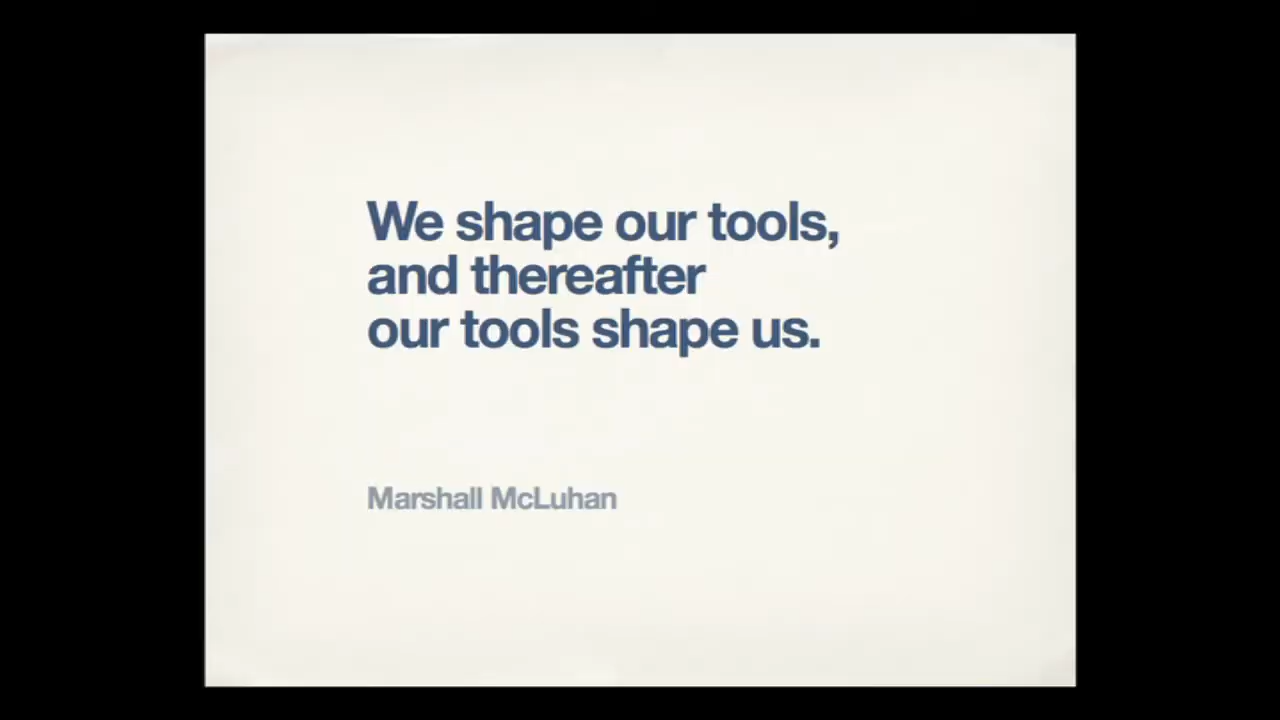 We shape our tools,
and thereafter
our tools shape us.
Marshall McLuhan